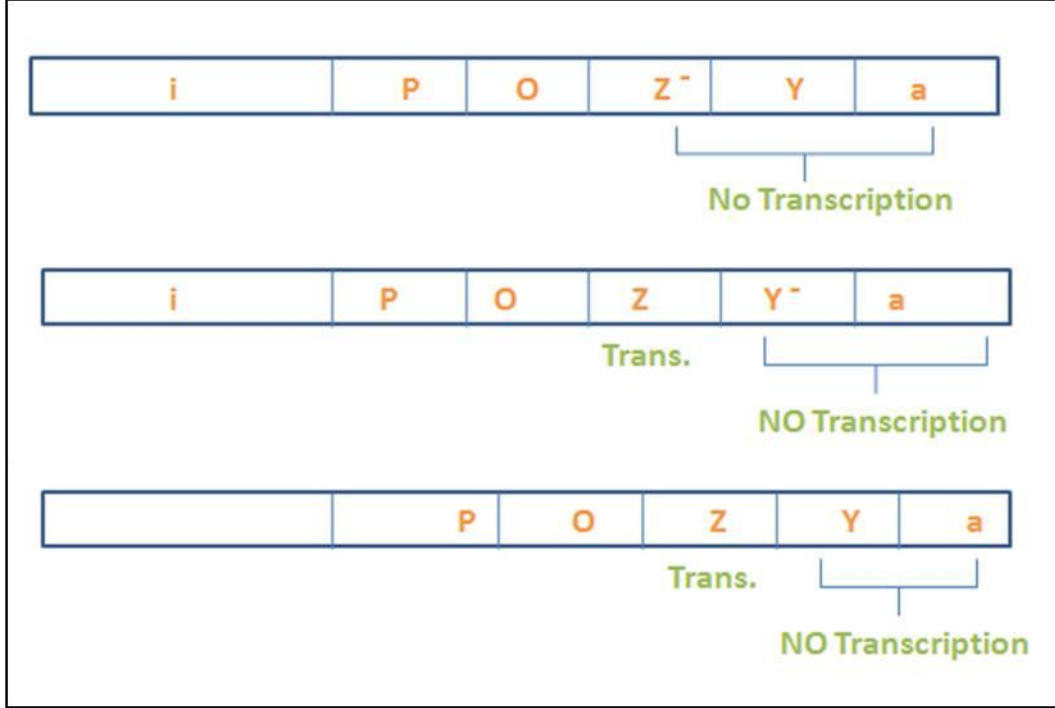 i P O Z - Y a
No Transcription
i P O Z Y - a
Trans.
NO Transcription
P O Z Y a
Trans.
NO Transcription